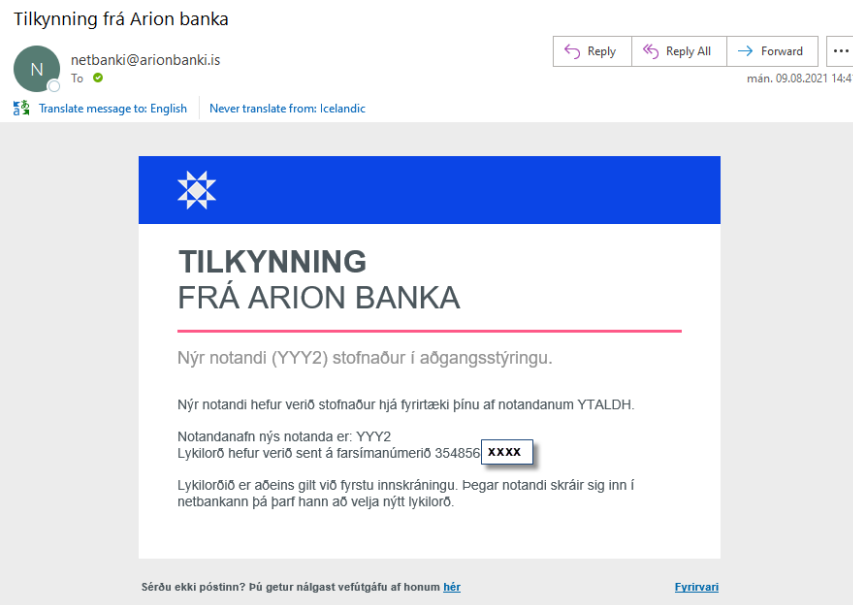 Tilkynning frá Arion banka
N
netbanki@arionbanki.is
To
Reply
Reply All
Forward
mán. 09.08.2021 14:4
Translate message to: English
Never translate from: Icelandic
TILKYNNING
FRÁ ARION BANKA
Nýr notandi (YYY2) stofnaður í aðgangsstýringu.
Nýr notandi hefur verið stofnaður hjá fyrirtæki þínu af notandanum YTALDH.
Notandanafn nýs notanda er: YYY2
Lykilorð hefur verið sent á farsímanúmerið 354856 xxxx
Lykilorðið er aðeins gilt við fyrstu innskráningu. Þegar notandi skráir sig inn í
netbankann þá þarf hann að velja nýtt lykilorð.
Sérðu ekki póstinn? Þú getur nálgast vefútgáfu af honum hér
Fyrirvari